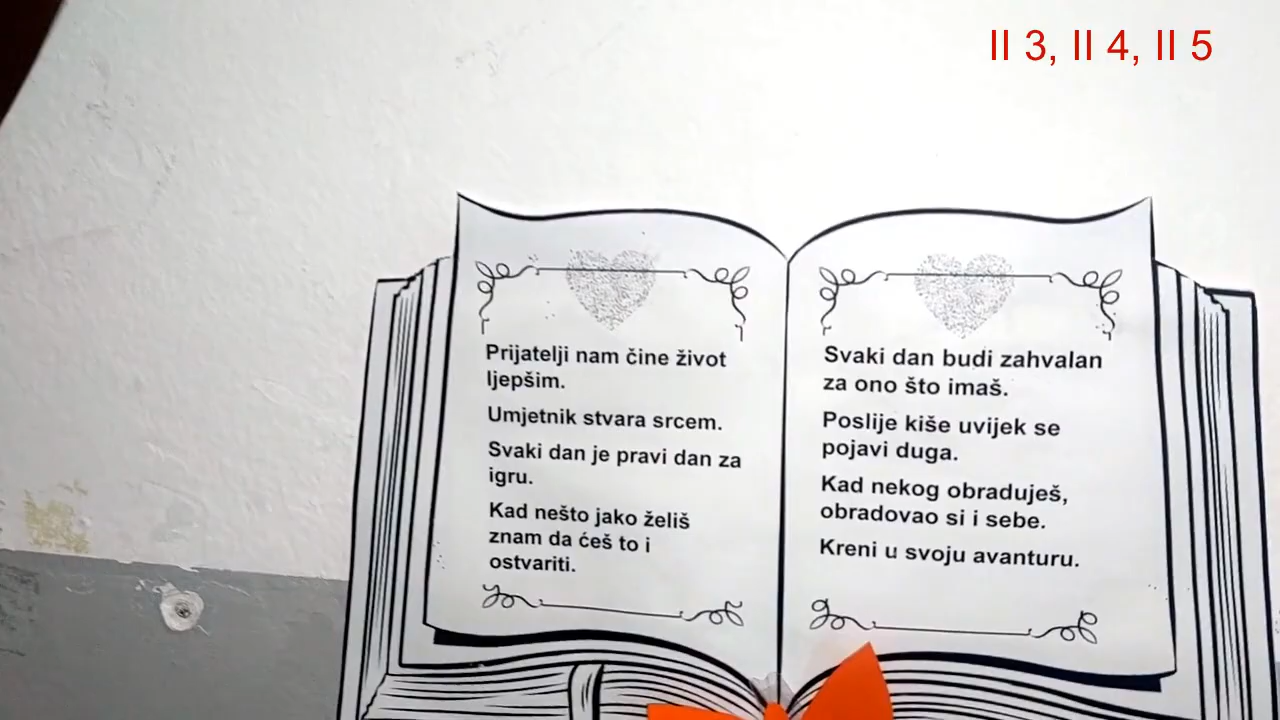 II 3, II 4, II 5
Prijatelji nam čine život
ljepšim.
Umjetnik stvara srcem.
Svaki dan je pravi dan za
igru.
Kad nešto jako želiš
znam da ćeš to i
ostvariti.
Svaki dan budi zahvalan
za ono što imaš.
Poslije kiše uvijek se
pojavi duga.
Kad nekog obraduješ,
obradovao si i sebe.
Kreni u svoju avanturu.